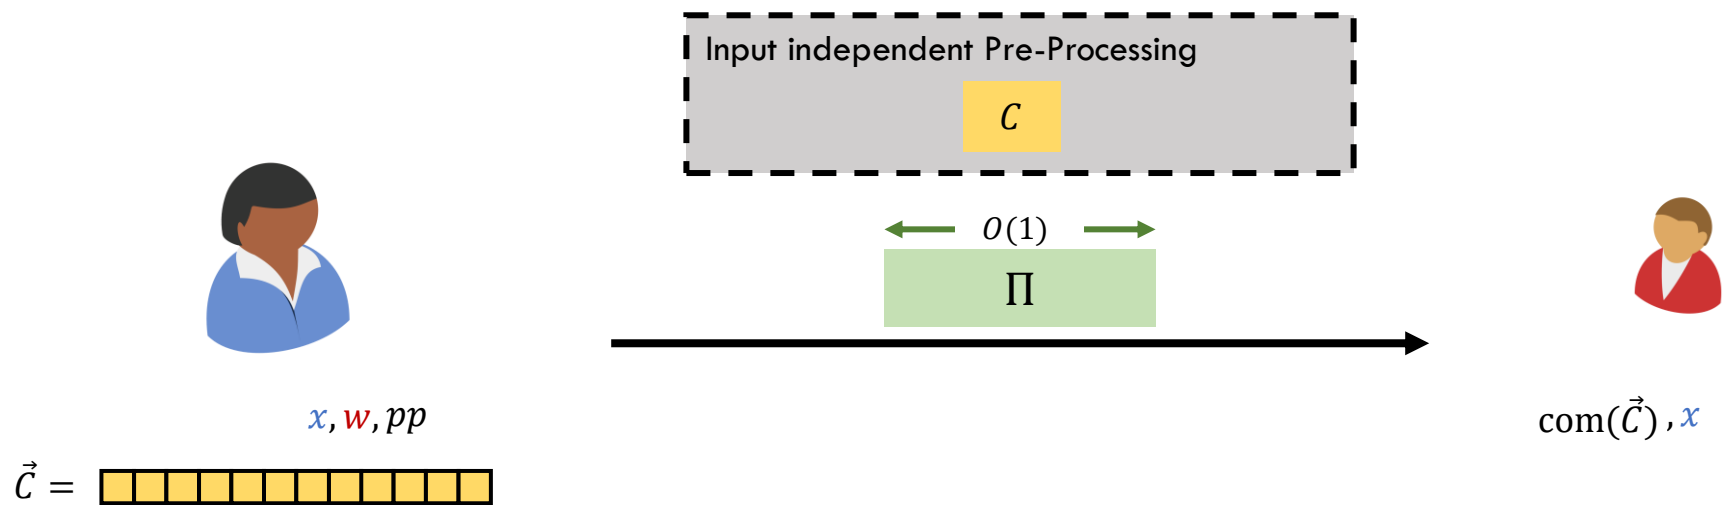 Input independent Pre-Processing
C
O(1)
Π
x, w, pp
com(C⃗), x
C⃗ =